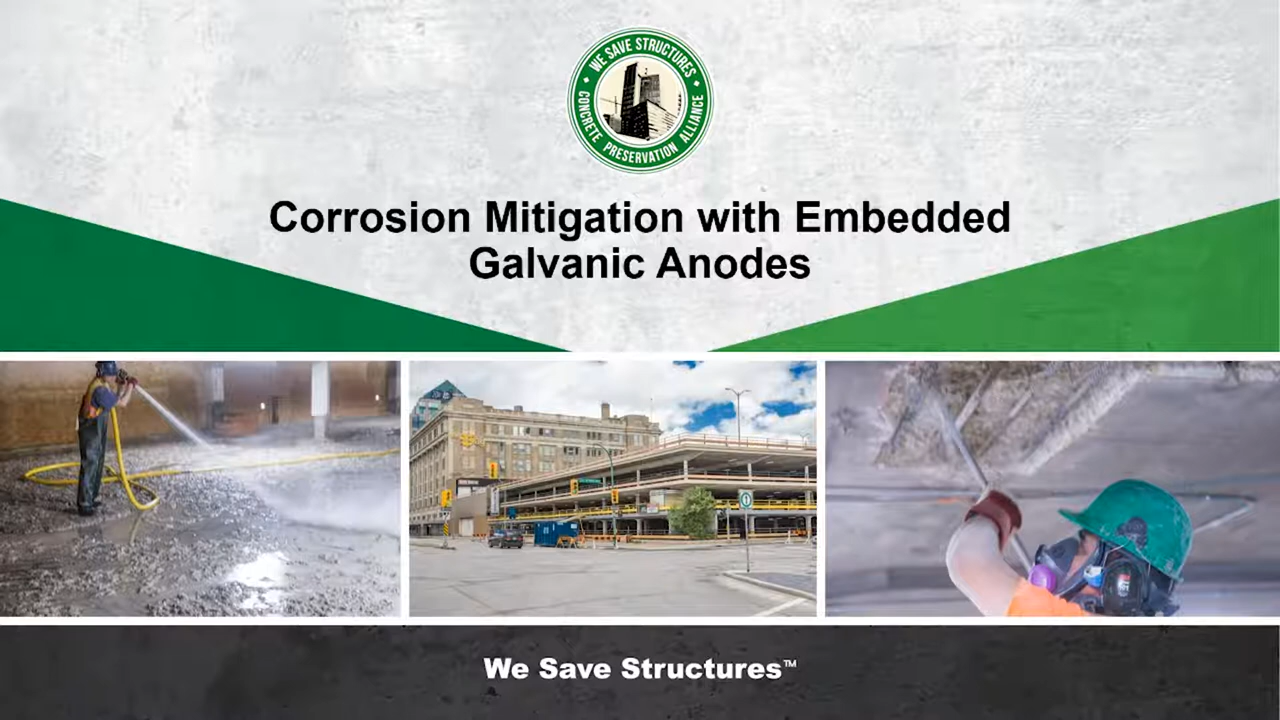 WE SAVE STRUCTURES
CONCRETE PRESERVATION ALLIANCE
Corrosion Mitigation with Embedded
Galvanic Anodes
We Save Structures™